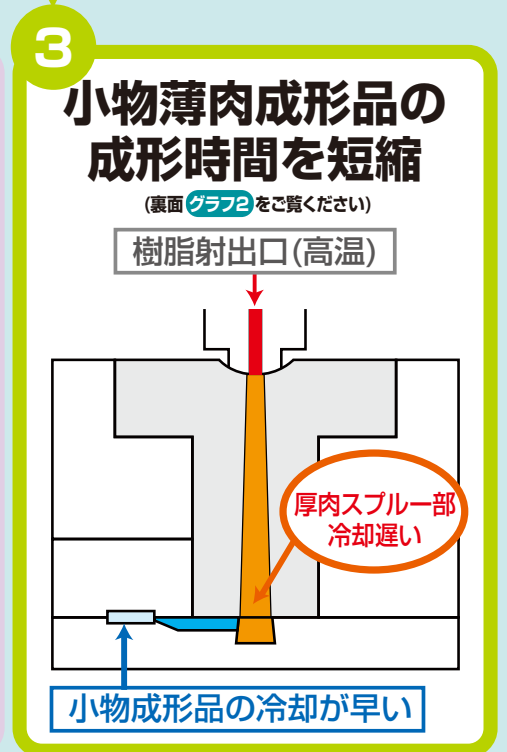 3
小物薄肉成形品の
成形時間を短縮
(裏面 グラフ2 をご覧ください)
樹脂射出口(高温)
厚肉スプルー部
冷却遅い
小物成形品の冷却が早い